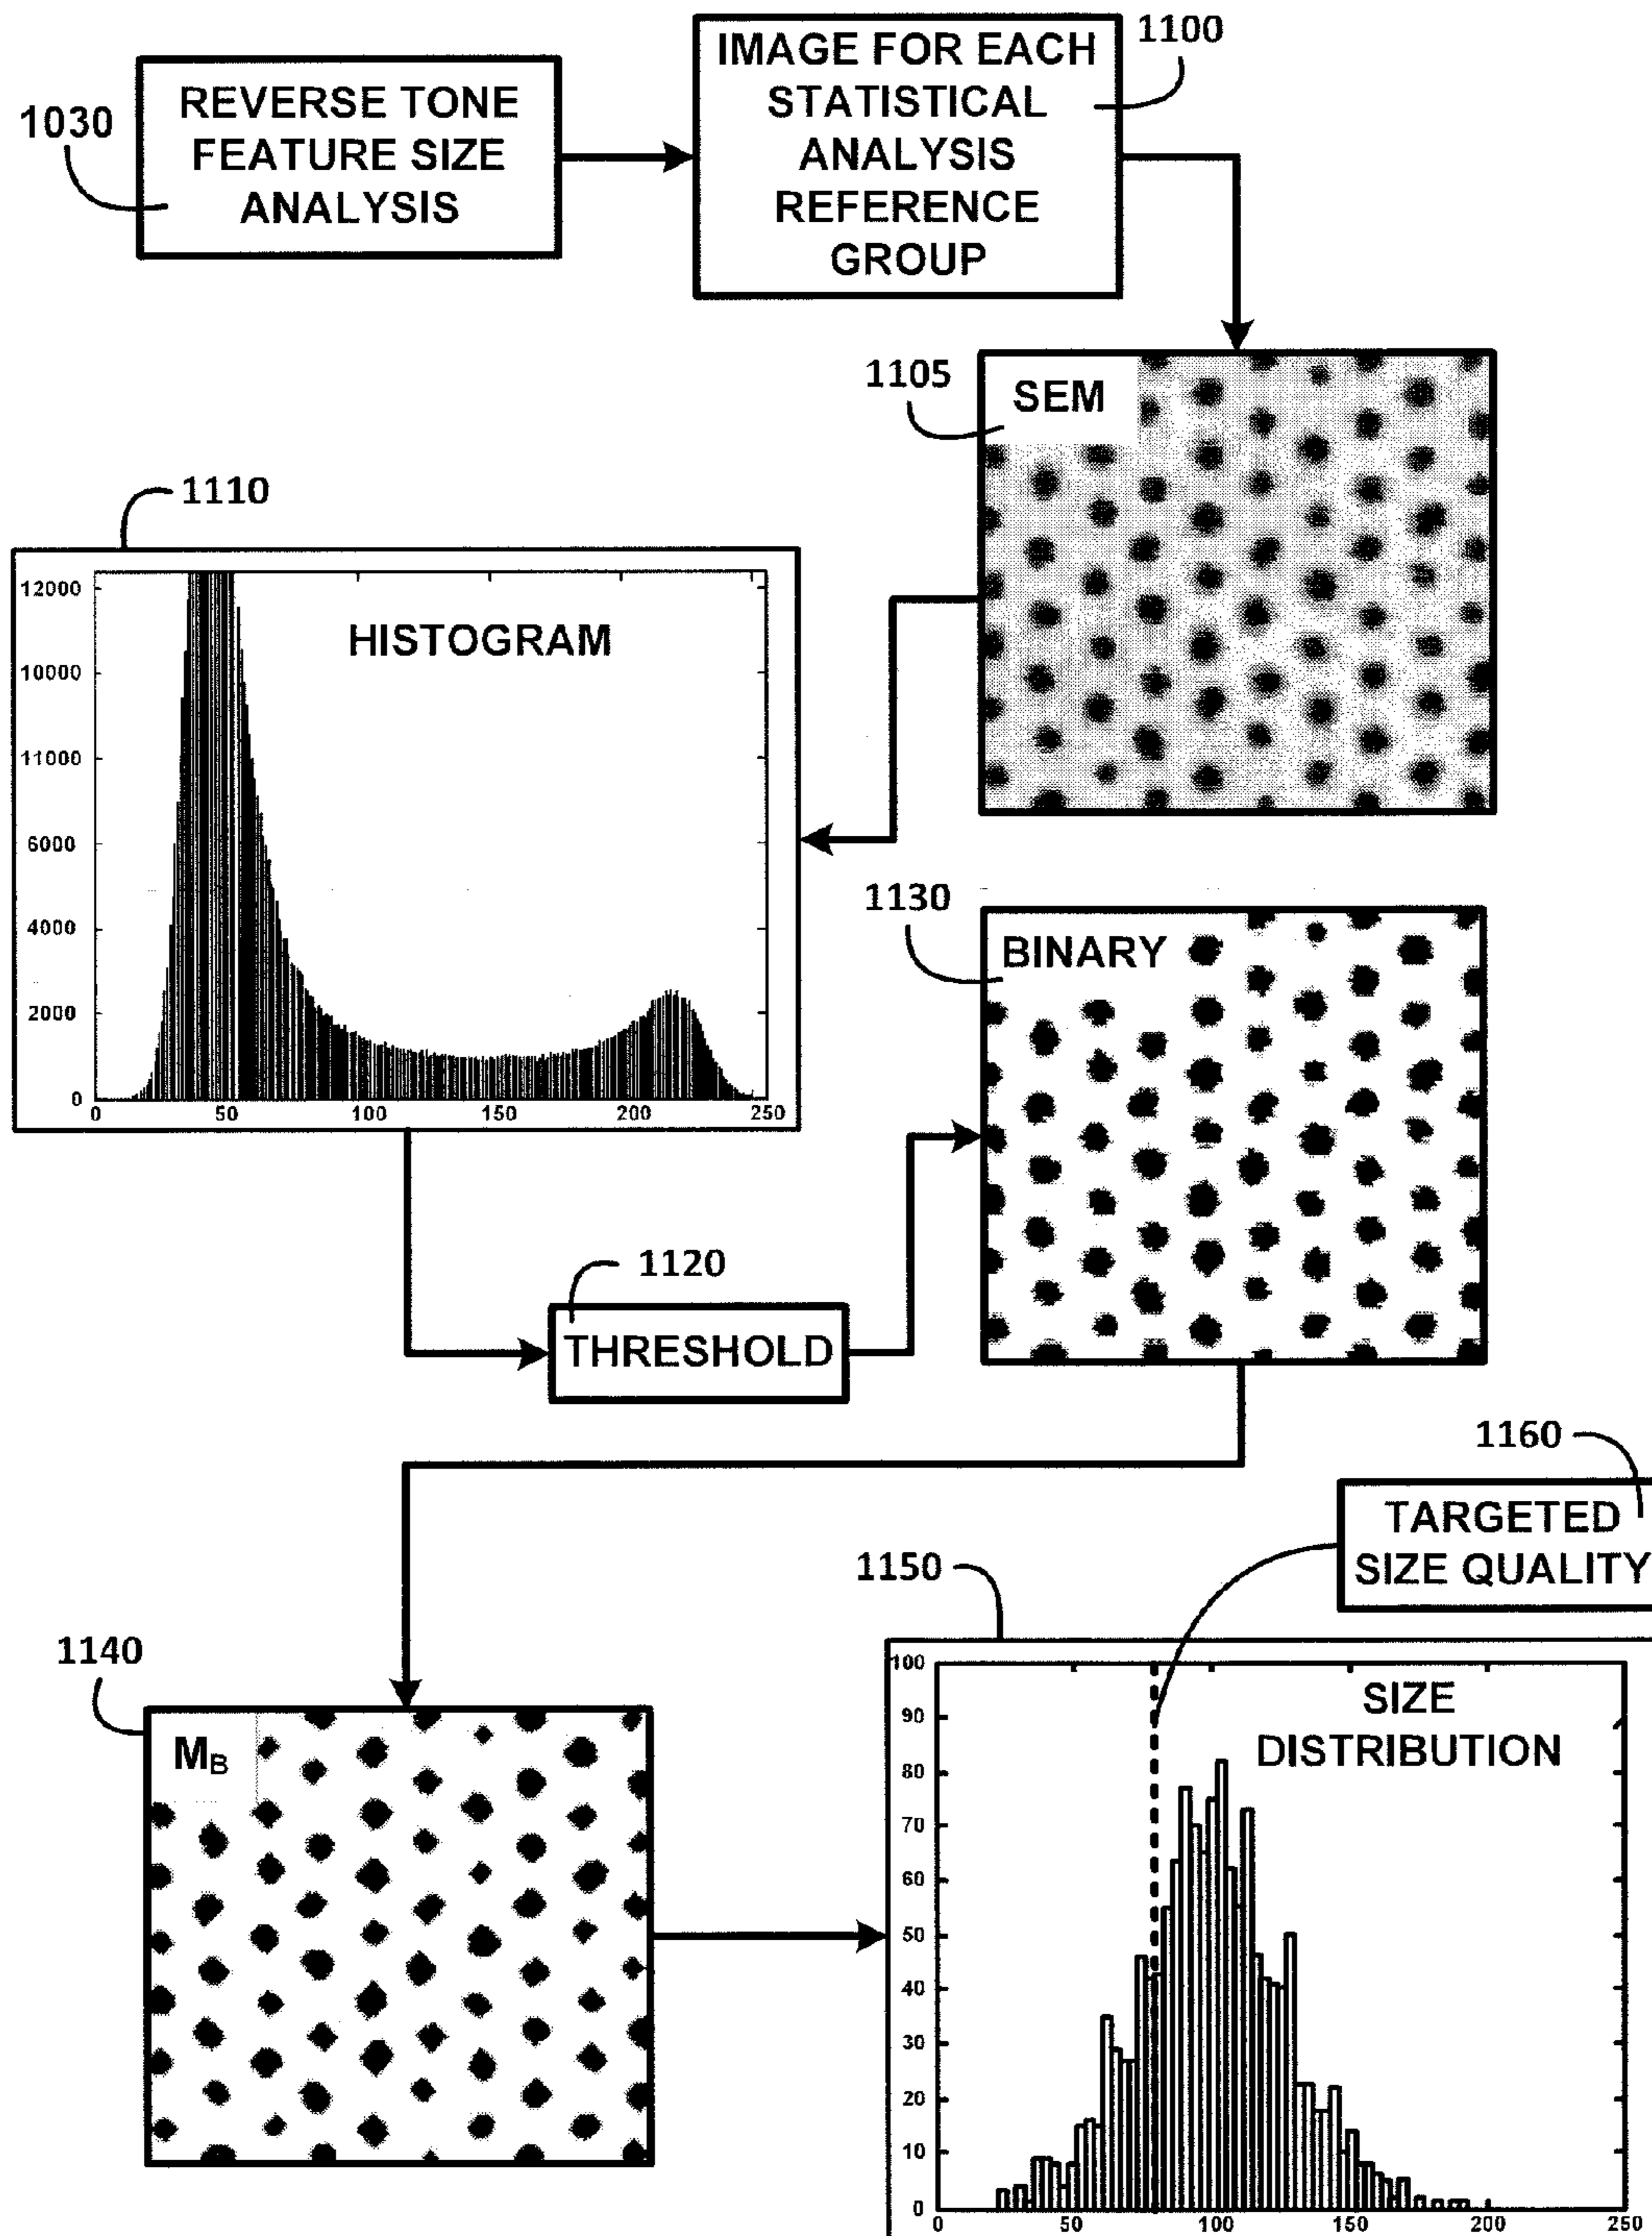 1030
REVERSE TONE
FEATURE SIZE
ANALYSIS
IMAGE FOR EACH
STATISTICAL
ANALYSIS
REFERENCE
GROUP
1100
1105
SEM
1110
HISTOGRAM
12000
10000
11000
6000
4000
2000
0
0 50 100 150 200 250
1130
BINARY
1120
THRESHOLD
1160
TARGETED
SIZE QUALITY
1150
1140
MB
SIZE
DISTRIBUTION
100
90
80
70
60
50
40
30
20
10
0
0 50 100 150 200 250